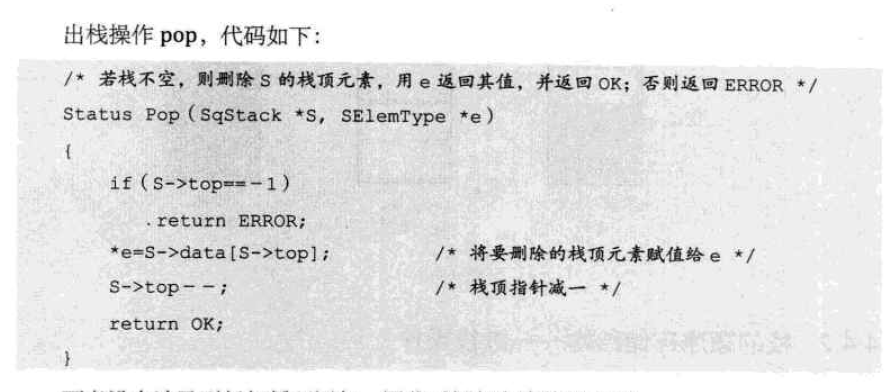 出栈操作 pop，代码如下：
/* 若栈不空，则删除 S 的栈顶元素，用 e 返回其值，并返回 OK；否则返回 ERROR */
Status Pop（SqStack *S, SElemType *e）
{
if（S->top==-1）
return ERROR;
*e=S->data[S->top]; /* 将要删除的栈顶元素赋值给 e */
S->top--; /* 栈顶指针减一 */
return OK;
}